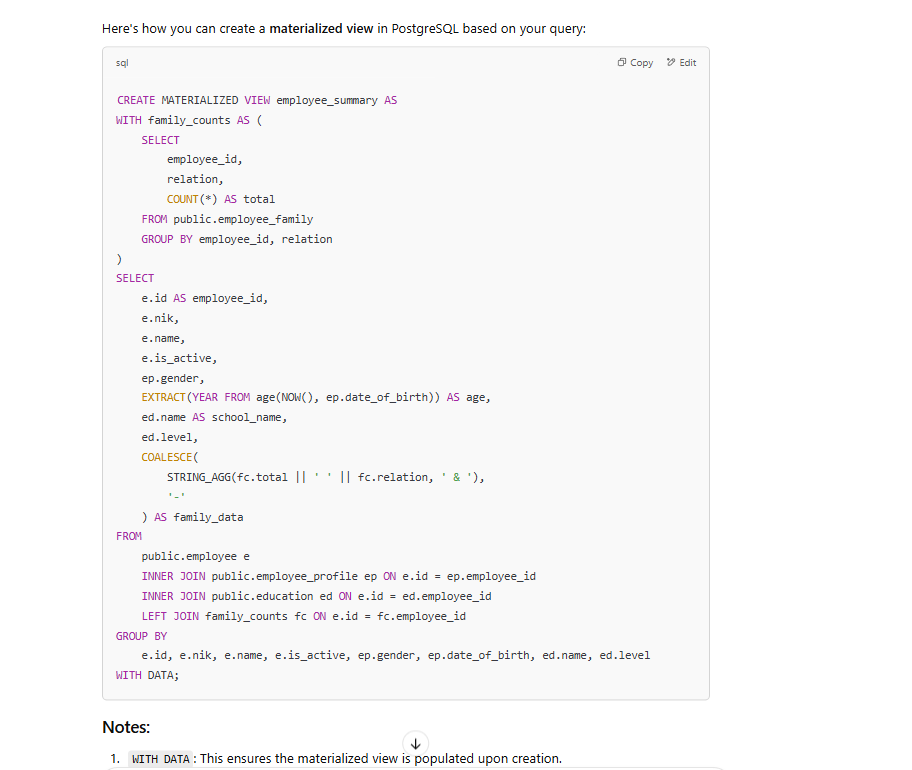 Here's how you can create a materialized view in PostgreSQL based on your query:
sql
Copy
Edit
CREATE MATERIALIZED VIEW employee_summary AS
WITH family_counts AS (
    SELECT
        employee_id,
        relation,
        COUNT(*) AS total
    FROM public.employee_family
    GROUP BY employee_id, relation
)
SELECT
    e.id AS employee_id,
    e.nik,
    e.name,
    e.is_active,
    ep.gender,
    EXTRACT(YEAR FROM age(NOW(), ep.date_of_birth)) AS age,
    ed.name AS school_name,
    ed.level,
    COALESCE(
        STRING_AGG(fc.total || ' ' || fc.relation, ' & '),
        '-'
    ) AS family_data
FROM
    public.employee e
    INNER JOIN public.employee_profile ep ON e.id = ep.employee_id
    INNER JOIN public.education ed ON e.id = ed.employee_id
    LEFT JOIN family_counts fc ON e.id = fc.employee_id
GROUP BY
    e.id, e.nik, e.name, e.is_active, ep.gender, ep.date_of_birth, ed.name, ed.level
WITH DATA;
Notes:
1. WITH DATA: This ensures the materialized view is populated upon creation.